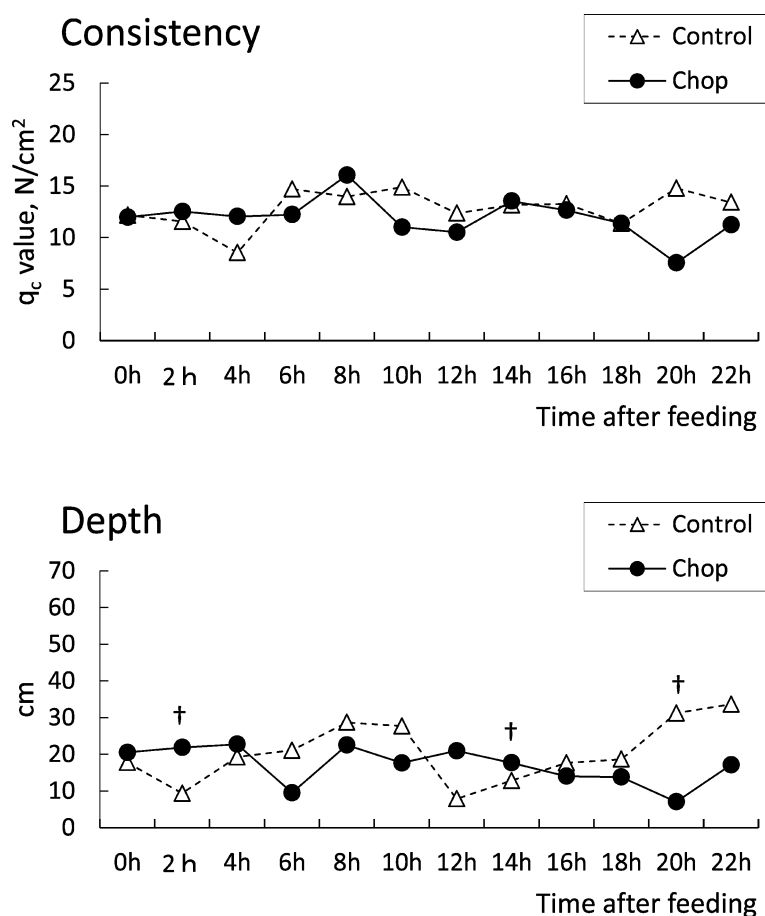 Consistency
Control
Chop
25
20
15
10
5
0
q_c value, N/cm²
0h 2 h 4h 6h 8h 10h 12h 14h 16h 18h 20h 22h
Time after feeding
Depth
Control
Chop
70
60
50
40
30
20
10
0
cm
†
†
†
0h 2 h 4h 6h 8h 10h 12h 14h 16h 18h 20h 22h
Time after feeding